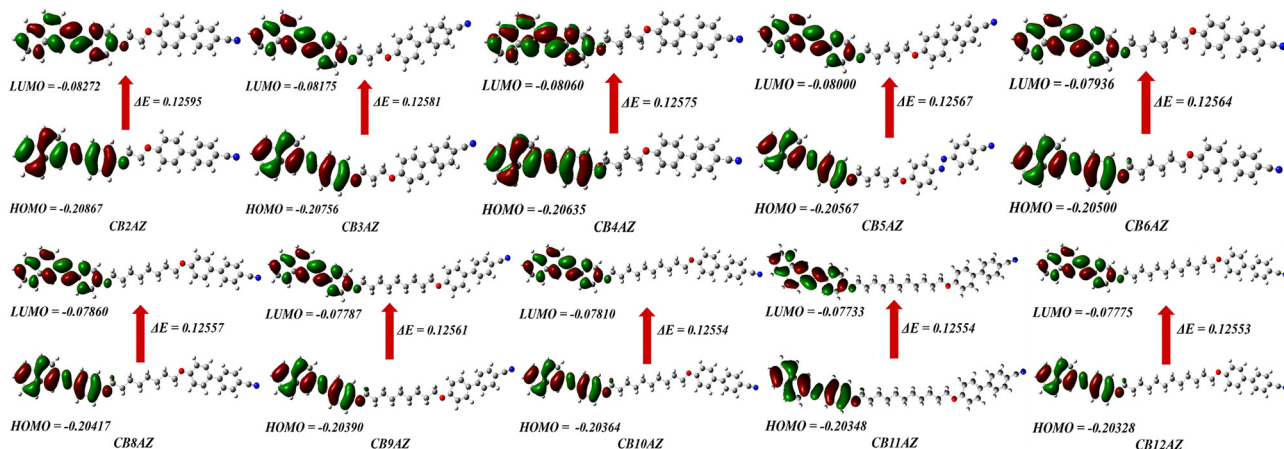 LUMO = -0.08272
ΔE = 0.12595
HOMO = -0.20867
CB2AZ
LUMO = -0.08175
ΔE = 0.12581
HOMO = -0.20756
CB3AZ
LUMO = -0.08060
ΔE = 0.12575
HOMO = -0.20635
CB4AZ
LUMO = -0.08000
ΔE = 0.12567
HOMO = -0.20567
CB5AZ
LUMO = -0.07936
ΔE = 0.12564
HOMO = -0.20500
CB6AZ
LUMO = -0.07860
ΔE = 0.12557
HOMO = -0.20417
CB8AZ
LUMO = -0.07787
ΔE = 0.12561
HOMO = -0.20390
CB9AZ
LUMO = -0.07810
ΔE = 0.12554
HOMO = -0.20364
CB10AZ
LUMO = -0.07733
ΔE = 0.12554
HOMO = -0.20348
CB11AZ
LUMO = -0.07775
ΔE = 0.12553
HOMO = -0.20328
CB12AZ